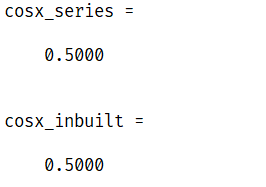 cosx_series =
0.5000
cosx_inbuilt =
0.5000